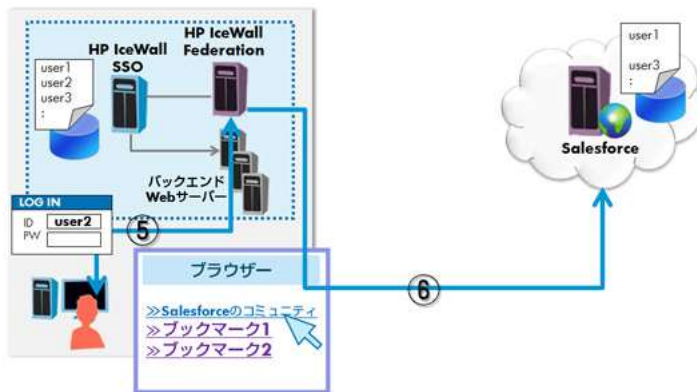 HP IceWall
SSO
HP IceWall
Federation
user1
user2
user3
:
バックエンド
Webサーバー
LOG IN
ID user2
PW
⑤
ブラウザー
≫Salesforceのコミュニティ
≫ブックマーク1
≫ブックマーク2
⑥
user1
user3
:
Salesforce